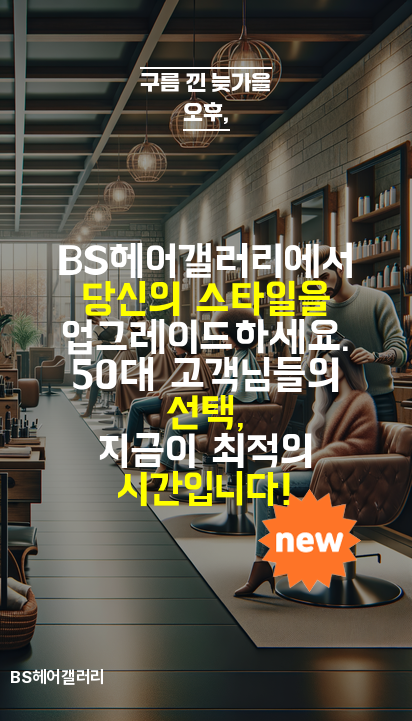 구름 낀 늦가을
오후,
BS헤어갤러리에서
당신의 스타일을
업그레이드하세요.
50대 고객님들의
선택,
지금이 최적의
시간입니다!
new
BS헤어갤러리